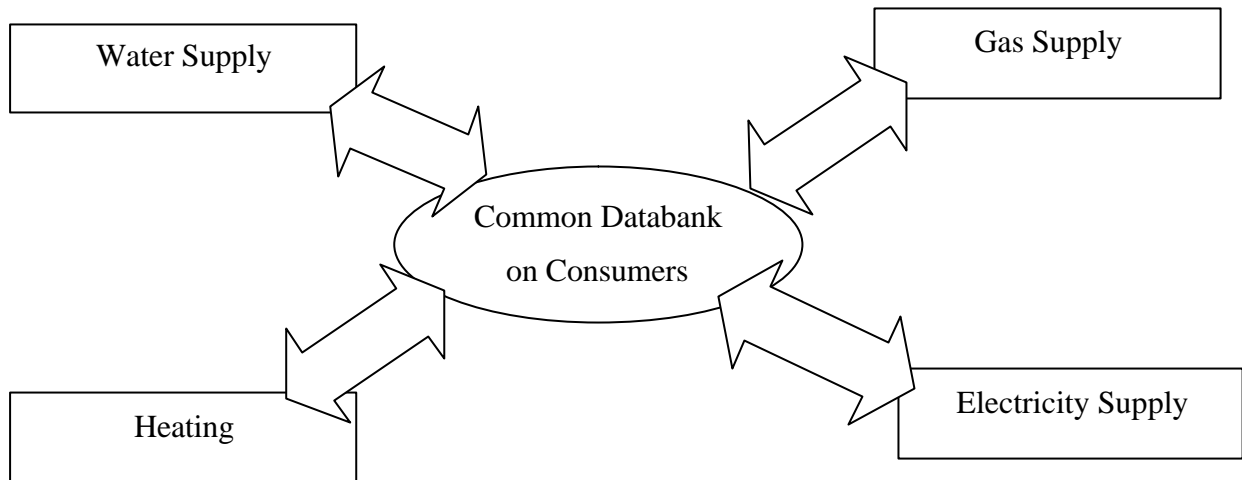 Water Supply
Gas Supply
Common Databank
on Consumers
Heating
Electricity Supply